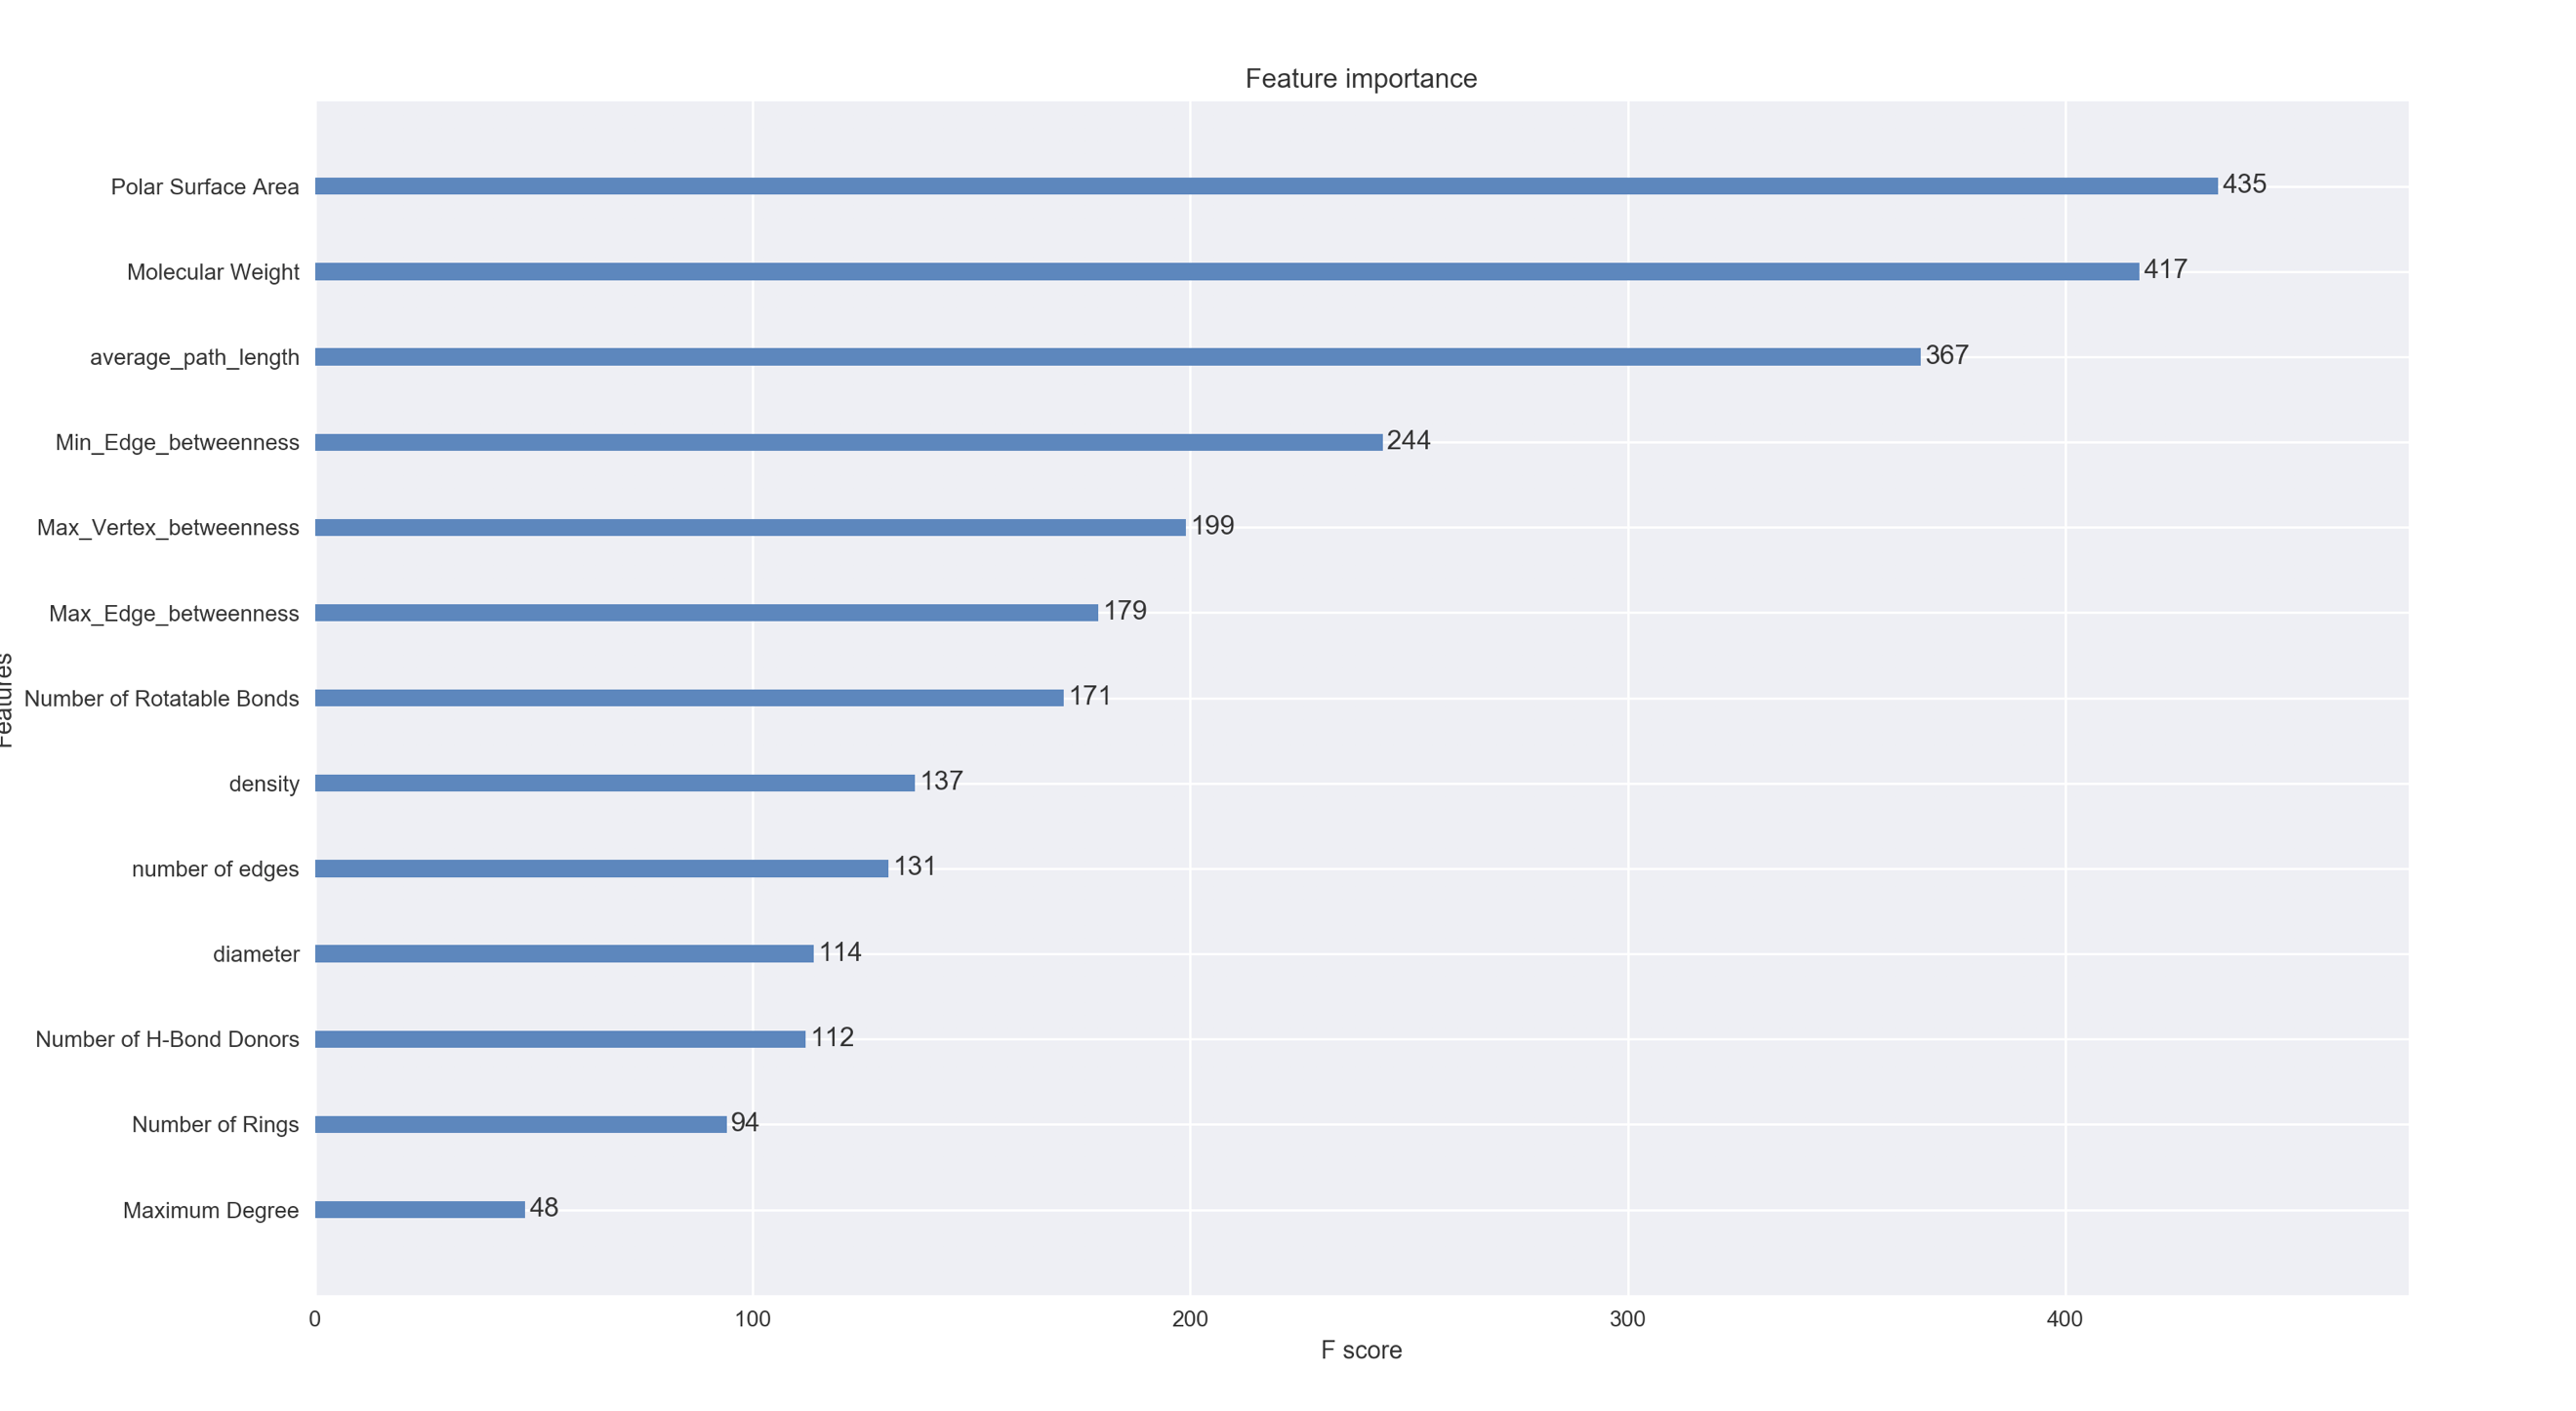 Feature importance
Polar Surface Area 435
Molecular Weight 417
average_path_length 367
Min_Edge_betweenness 244
Max_Vertex_betweenness 199
Max_Edge_betweenness 179
Features
Number of Rotatable Bonds 171
density 137
number of edges 131
diameter 114
Number of H-Bond Donors 112
Number of Rings 94
Maximum Degree 48
0 100 200 300 400
F score